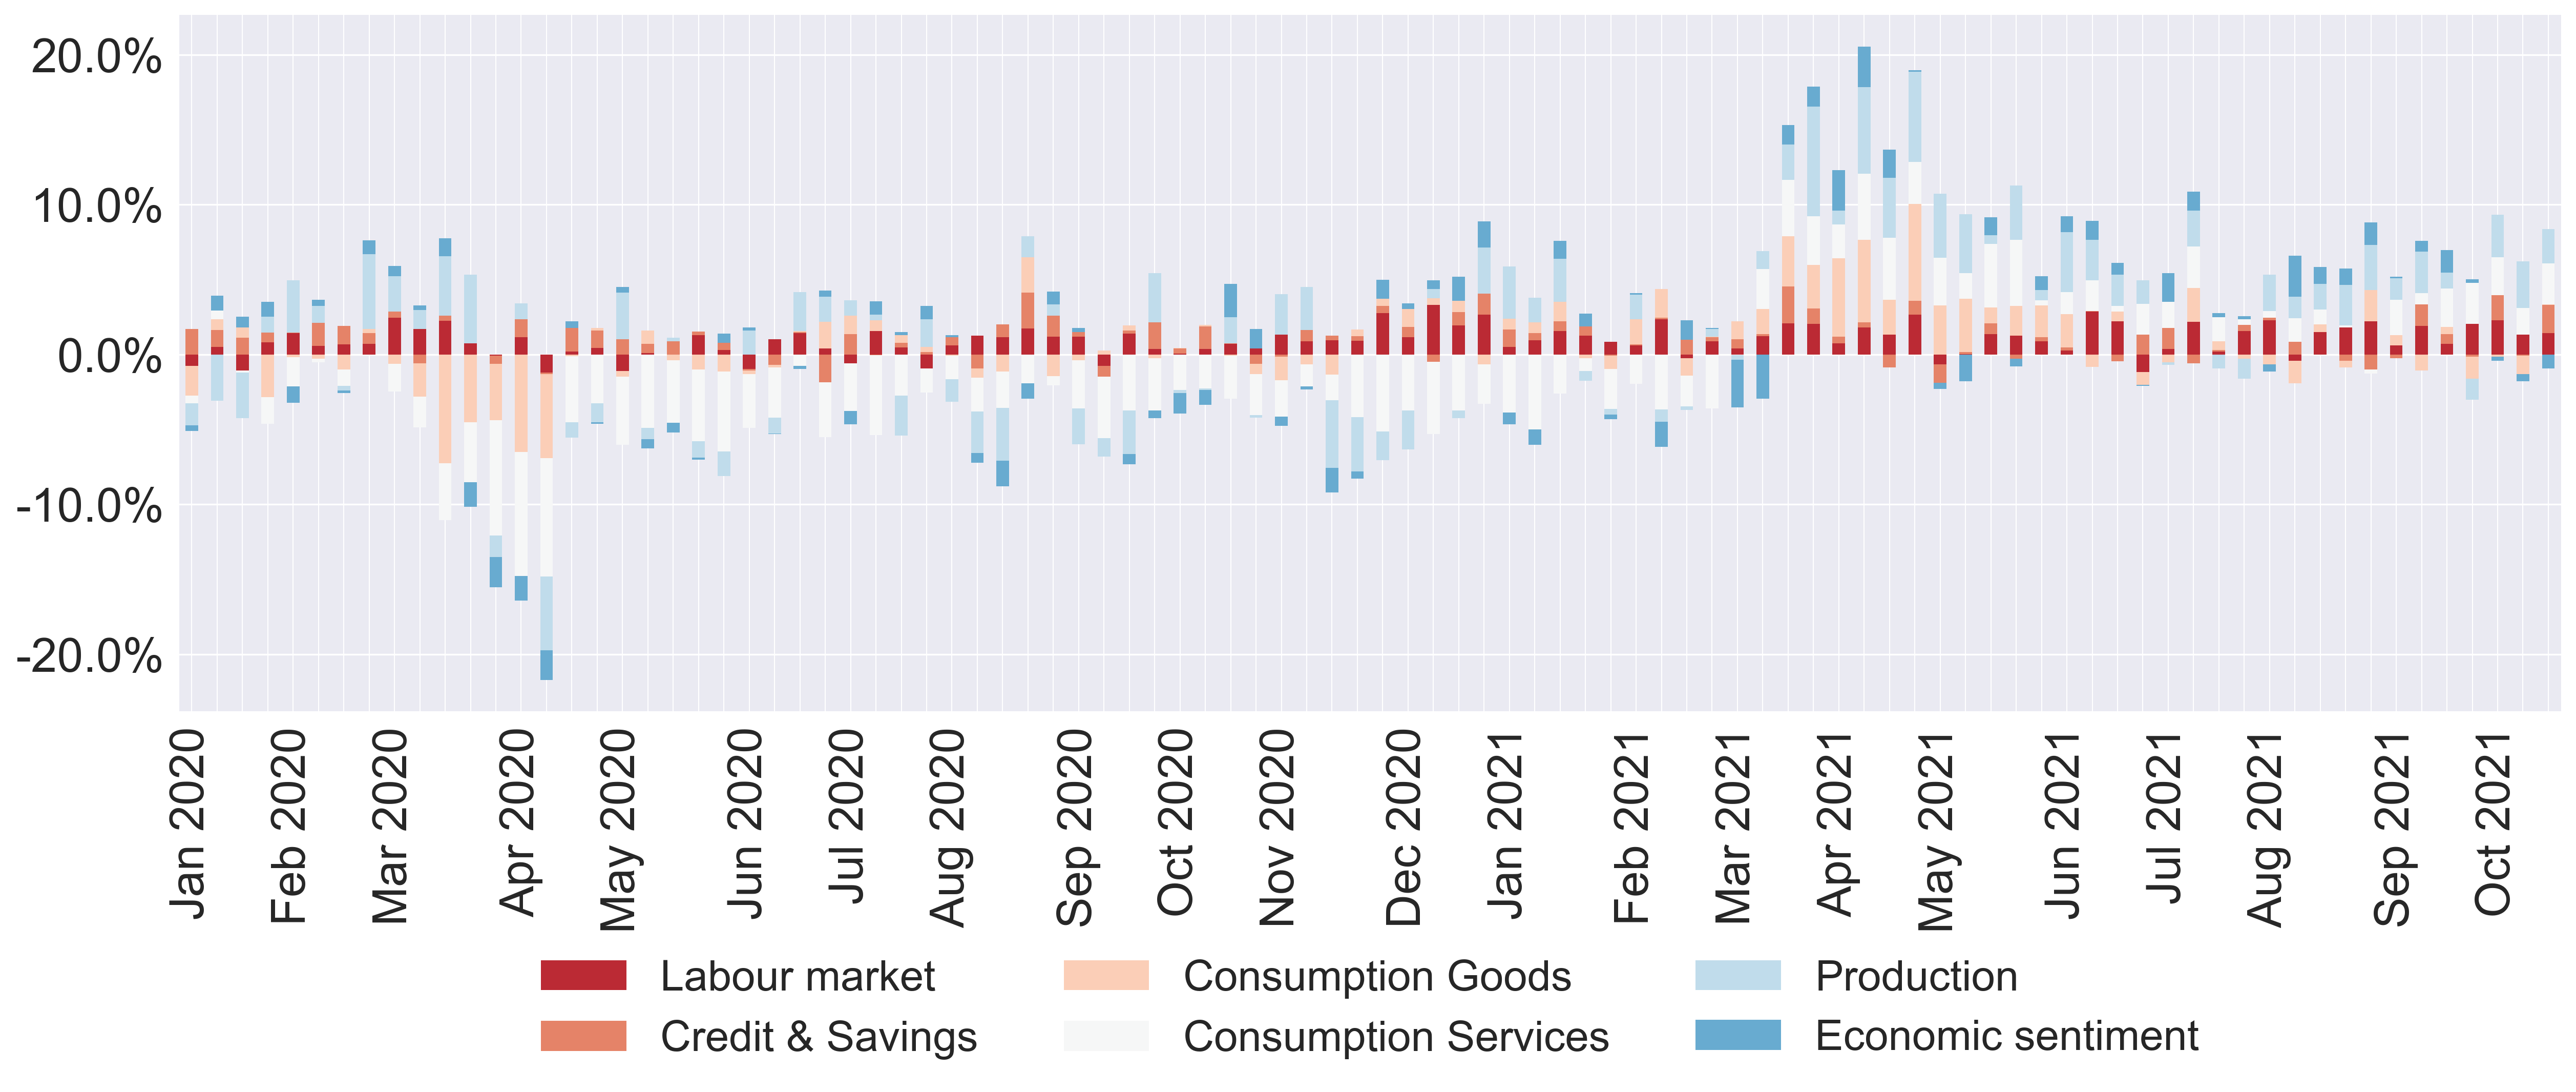 20.0%
10.0%
0.0%
-10.0%
-20.0%
Jan 2020
Feb 2020
Mar 2020
Apr 2020
May 2020
Jun 2020
Jul 2020
Aug 2020
Sep 2020
Oct 2020
Nov 2020
Dec 2020
Jan 2021
Feb 2021
Mar 2021
Apr 2021
May 2021
Jun 2021
Jul 2021
Aug 2021
Sep 2021
Oct 2021
Labour market
Consumption Goods
Production
Credit & Savings
Consumption Services
Economic sentiment